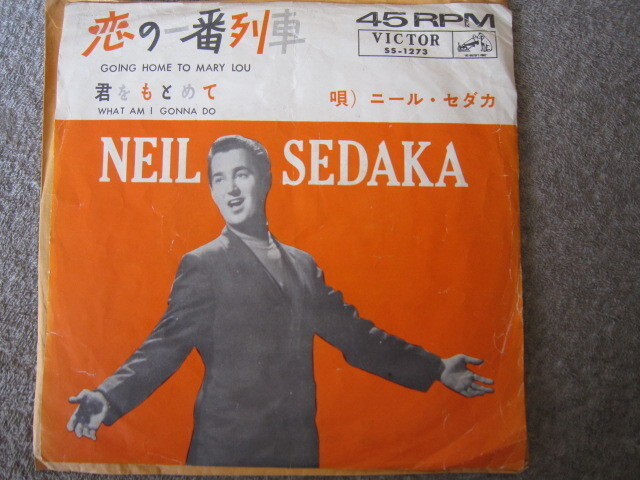 恋の一番列車
GOING HOME TO MARY LOU
君をもとめて
WHAT AM I GONNA DO
45 RPM
VICTOR
SS-1273
唄）ニール・セダカ
NEIL SEDAKA